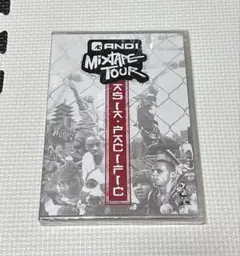 AND1
MiXTAPE
TOUR
ASIA·PACIFIC